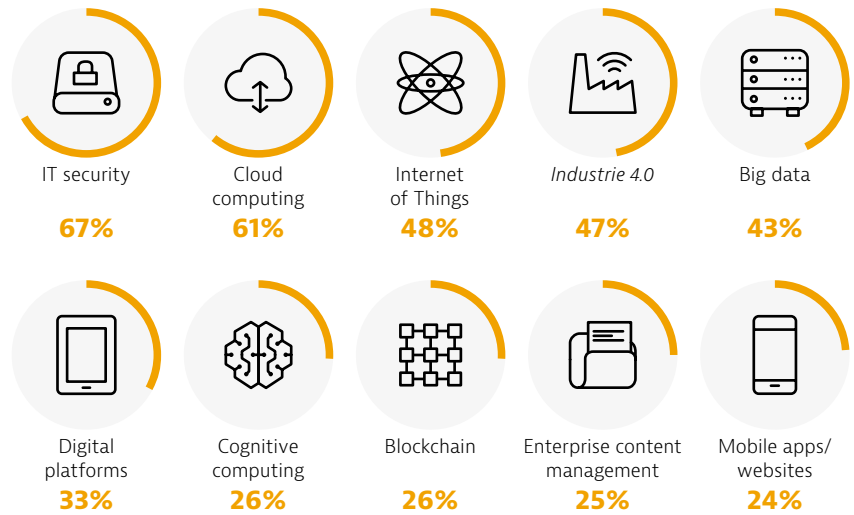 IT security
67%
Cloud
computing
61%
Internet
of Things
48%
Industrie 4.0
47%
Big data
43%
Digital
platforms
33%
Cognitive
computing
26%
Blockchain
26%
Enterprise content
management
25%
Mobile apps/
websites
24%